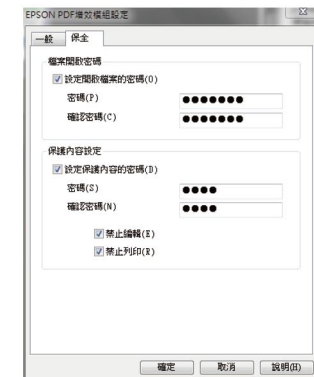 EPSON PDF增效模組設定
一般 保全
檔案開啟密碼
設定開啟檔案的密碼(O)
密碼(P)
確認密碼(C)
保護內容設定
設定保護內容的密碼(D)
密碼(S)
確認密碼(N)
禁止編輯(E)
禁止列印(R)
確定 取消 說明(H)